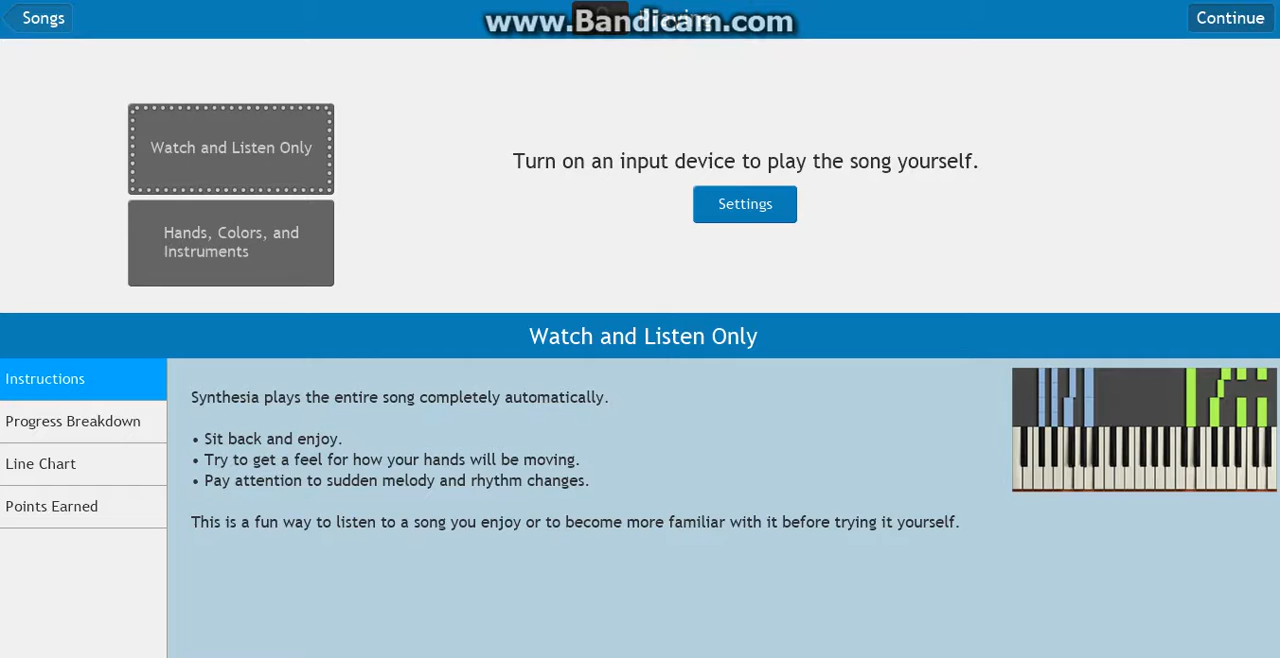 Songs
www.Bandicam.com
Continue
Watch and Listen Only
Hands, Colors, and
Instruments
Turn on an input device to play the song yourself.
Settings
Watch and Listen Only
Instructions
Progress Breakdown
Line Chart
Points Earned
Synthesia plays the entire song completely automatically.
• Sit back and enjoy.
• Try to get a feel for how your hands will be moving.
• Pay attention to sudden melody and rhythm changes.
This is a fun way to listen to a song you enjoy or to become more familiar with it before trying it yourself.